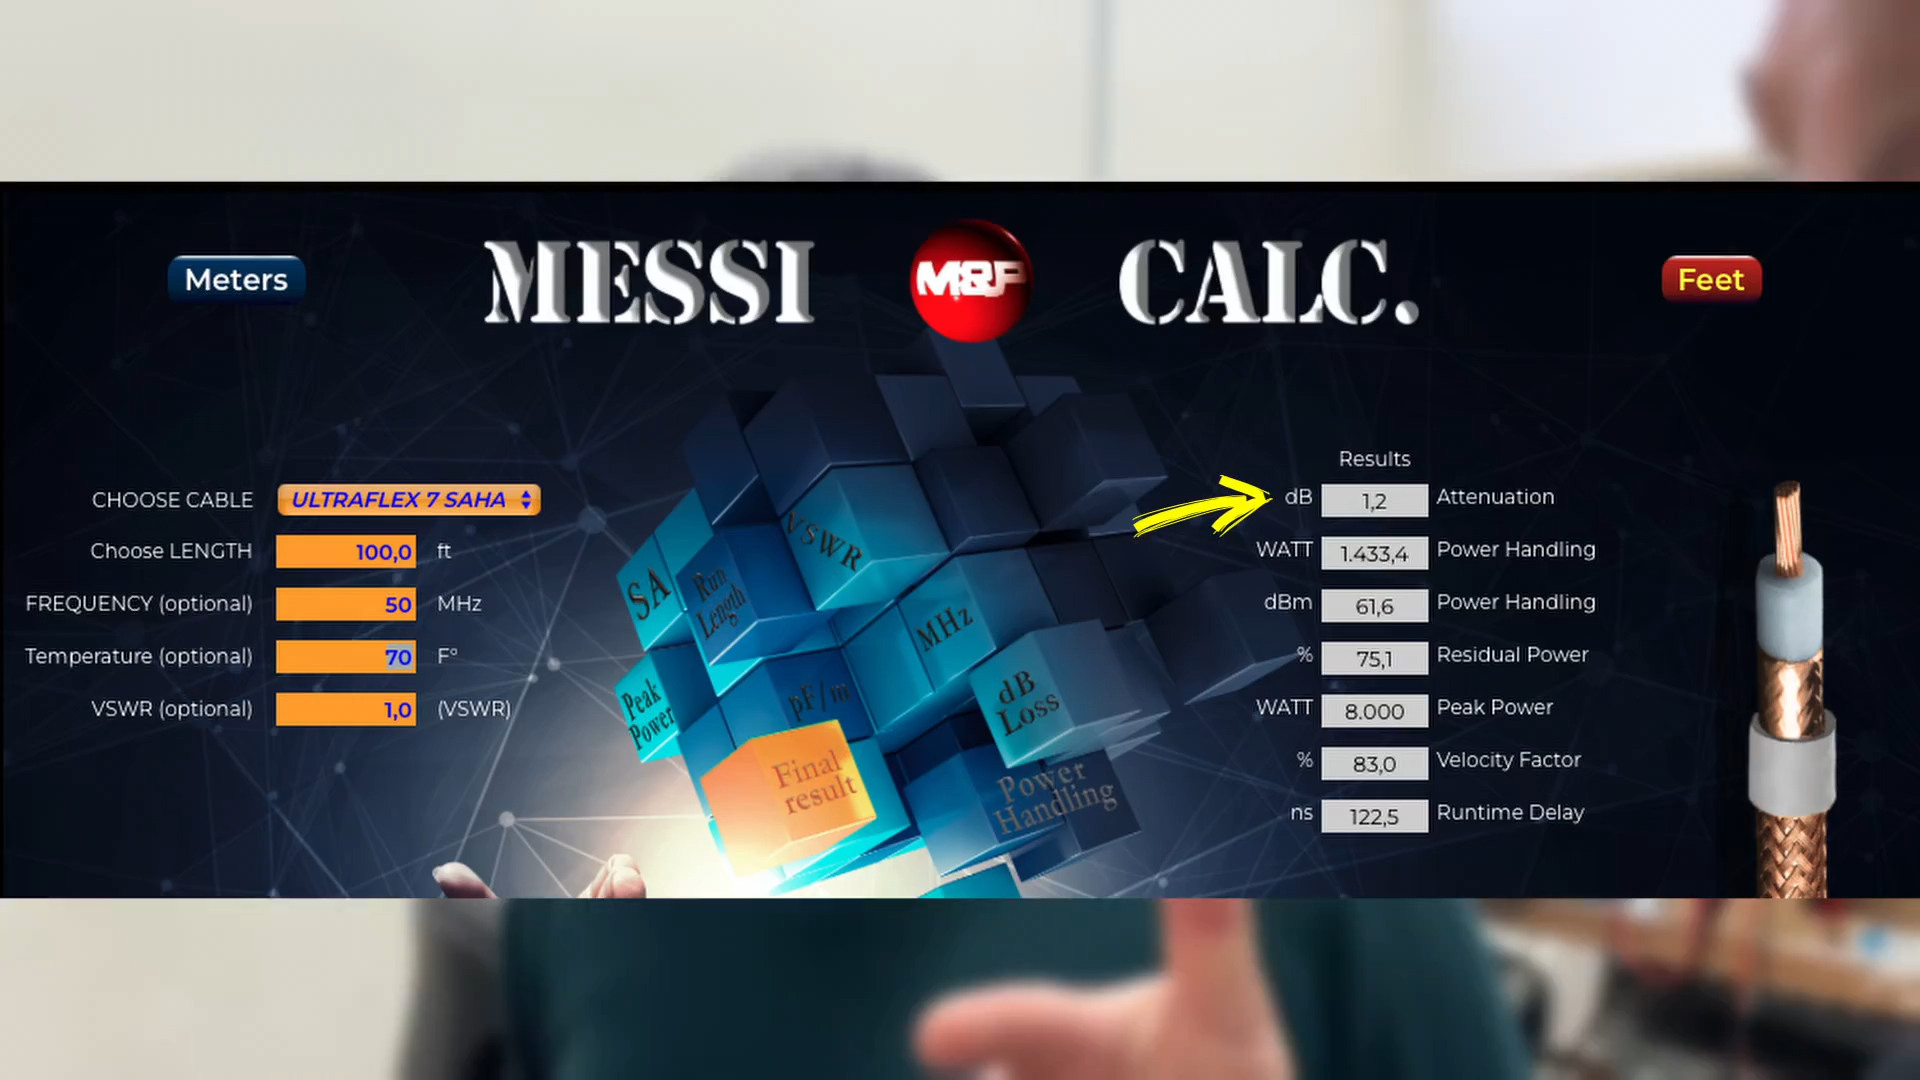 MESSI M&P CALC.
Meters
Feet
CHOOSE CABLE ULTRAFLEX 7 SAHA
Choose LENGTH 100,0 ft
FREQUENCY (optional) 50 MHz
Temperature (optional) 70 F°
VSWR (optional) 1,0 (VSWR)
SA
Run Length
VSWR
MHz
Peak Power
pF/m
dB Loss
Final result
Power Handling
Results
dB 1,2 Attenuation
WATT 1.433,4 Power Handling
dBm 61,6 Power Handling
% 75,1 Residual Power
WATT 8.000 Peak Power
% 83,0 Velocity Factor
ns 122,5 Runtime Delay